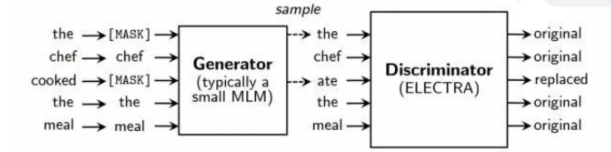 sample
the [MASK] the original
chef chef chef original
Generator
Discriminator
cooked [MASK] (typically a ate (ELECTRA) replaced
small MLM)
the the the original
meal meal meal original